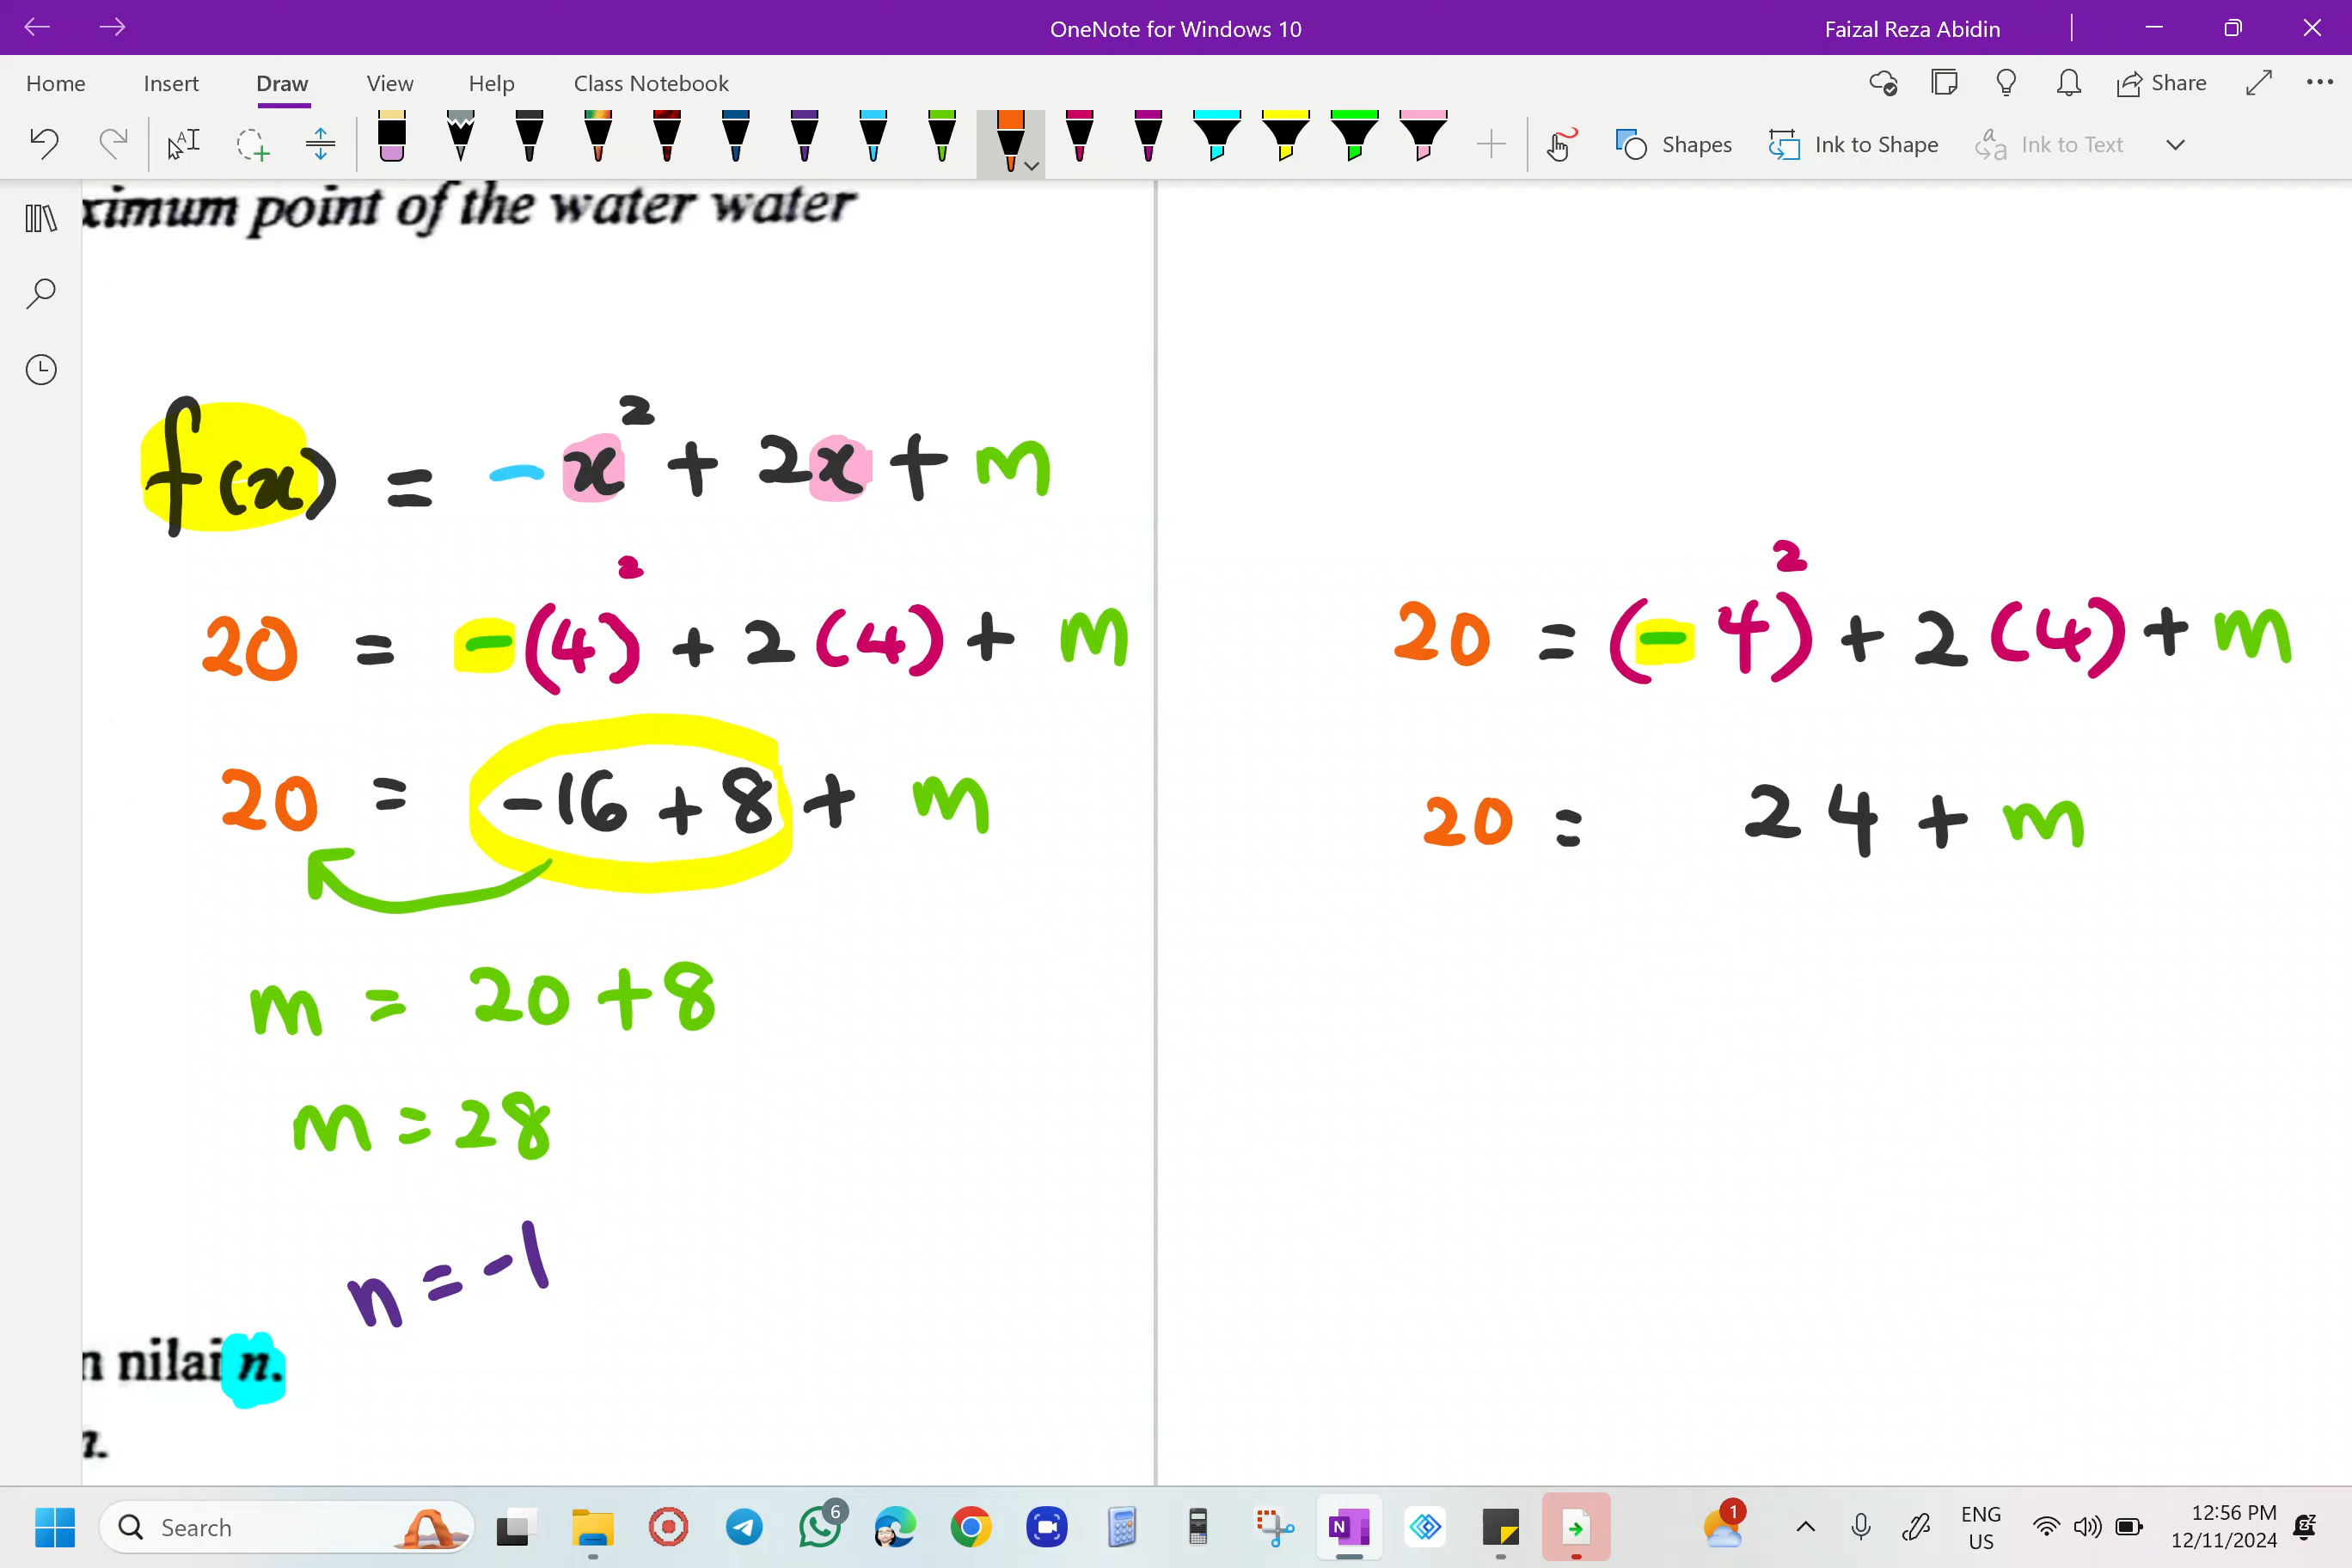 OneNote for Windows 10
Faizal Reza Abidin
Home Insert Draw View Help Class Notebook
Share
Shapes Ink to Shape Ink to Text
ximum point of the water water
f(x) = -x² + 2x + m
20 = -(4)² + 2(4) + m
20 = -16 + 8 + m
m = 20 + 8
m = 28
n = -1
n nilai n.
n.
20 = (-4)² + 2(4) + m
20 = 24 + m
Search
6
1
ENG
US
12:56 PM
12/11/2024